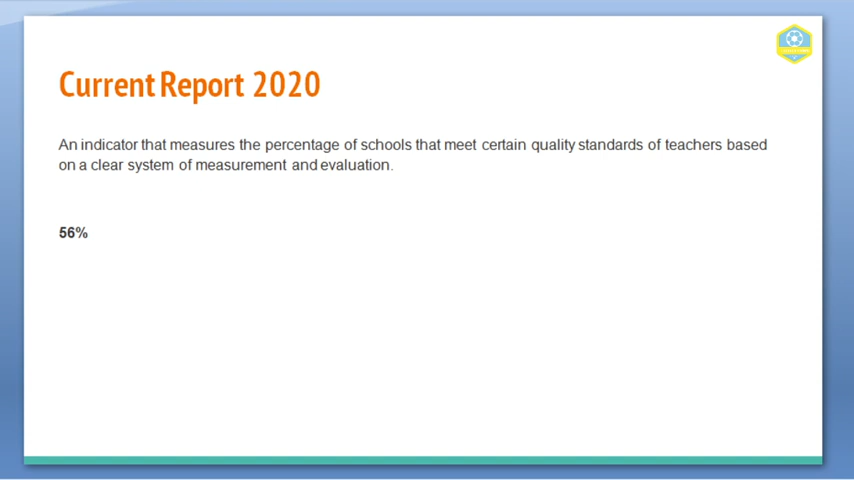 Current Report 2020
An indicator that measures the percentage of schools that meet certain quality standards of teachers based
on a clear system of measurement and evaluation.
56%